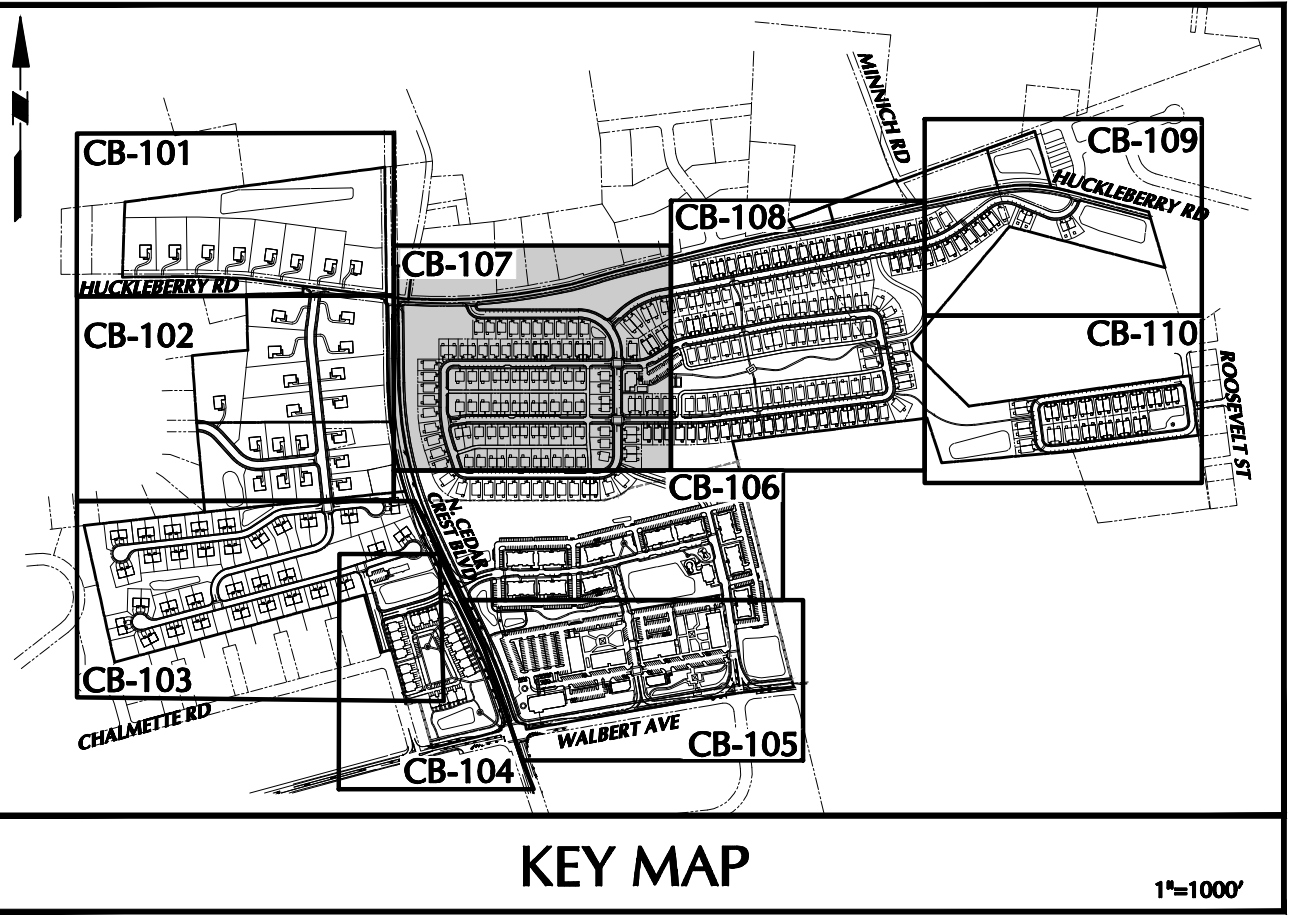 MINNICH RD
CB-101
CB-109
HUCKLEBERRY RD
CB-108
CB-107
HUCKLEBERRY RD
CB-102
CB-110
ROOSEVELT ST
CB-106
N. CEDAR
CREST BLVD
CB-103
CHALMETTE RD
WALBERT AVE
CB-105
CB-104
KEY MAP
1"=1000'